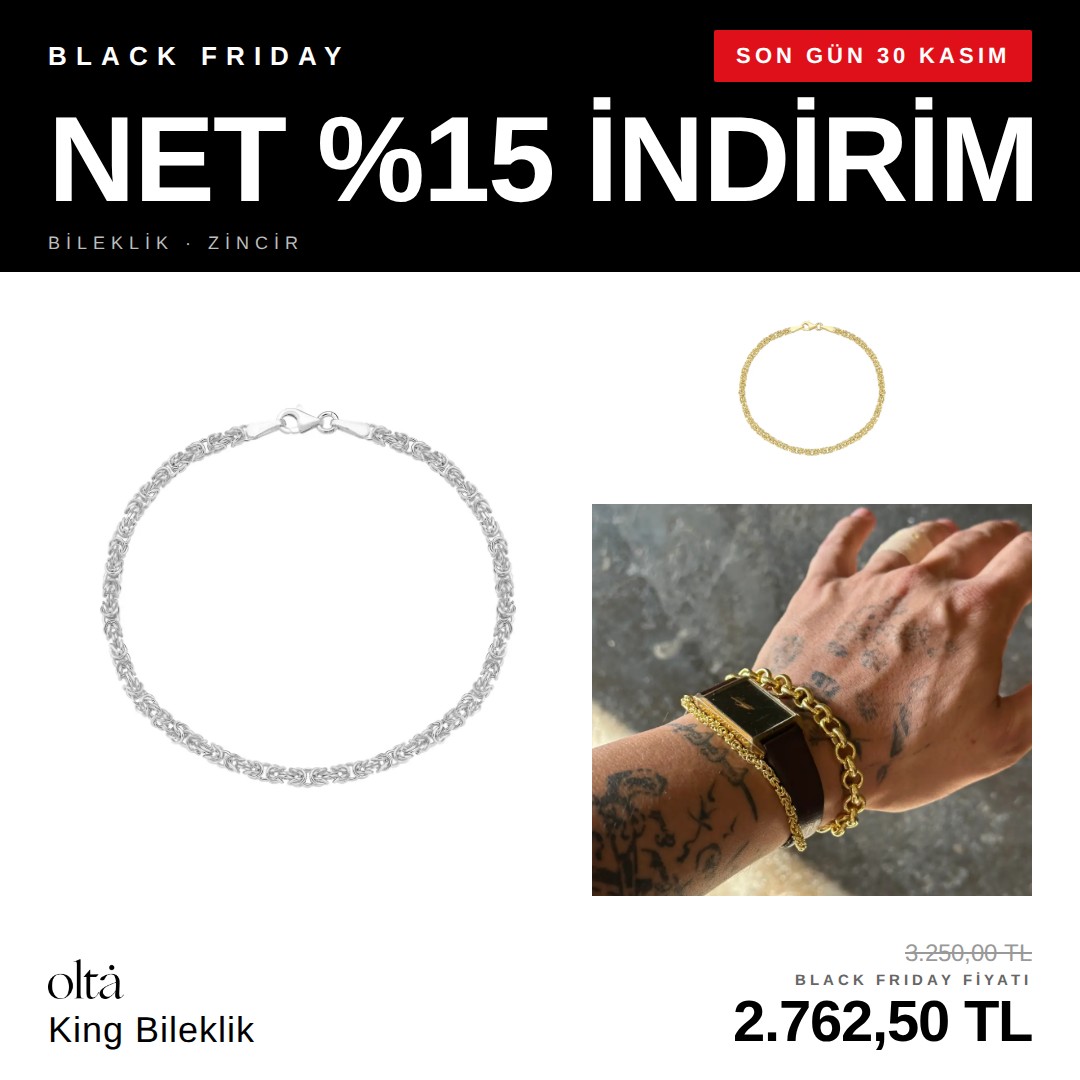 BLACK FRIDAY
SON GÜN 30 KASIM
NET %15 İNDİRİM
BİLEKLİK · ZİNCİR
olta
King Bileklik
3.250,00 TL
BLACK FRIDAY FİYATI
2.762,50 TL